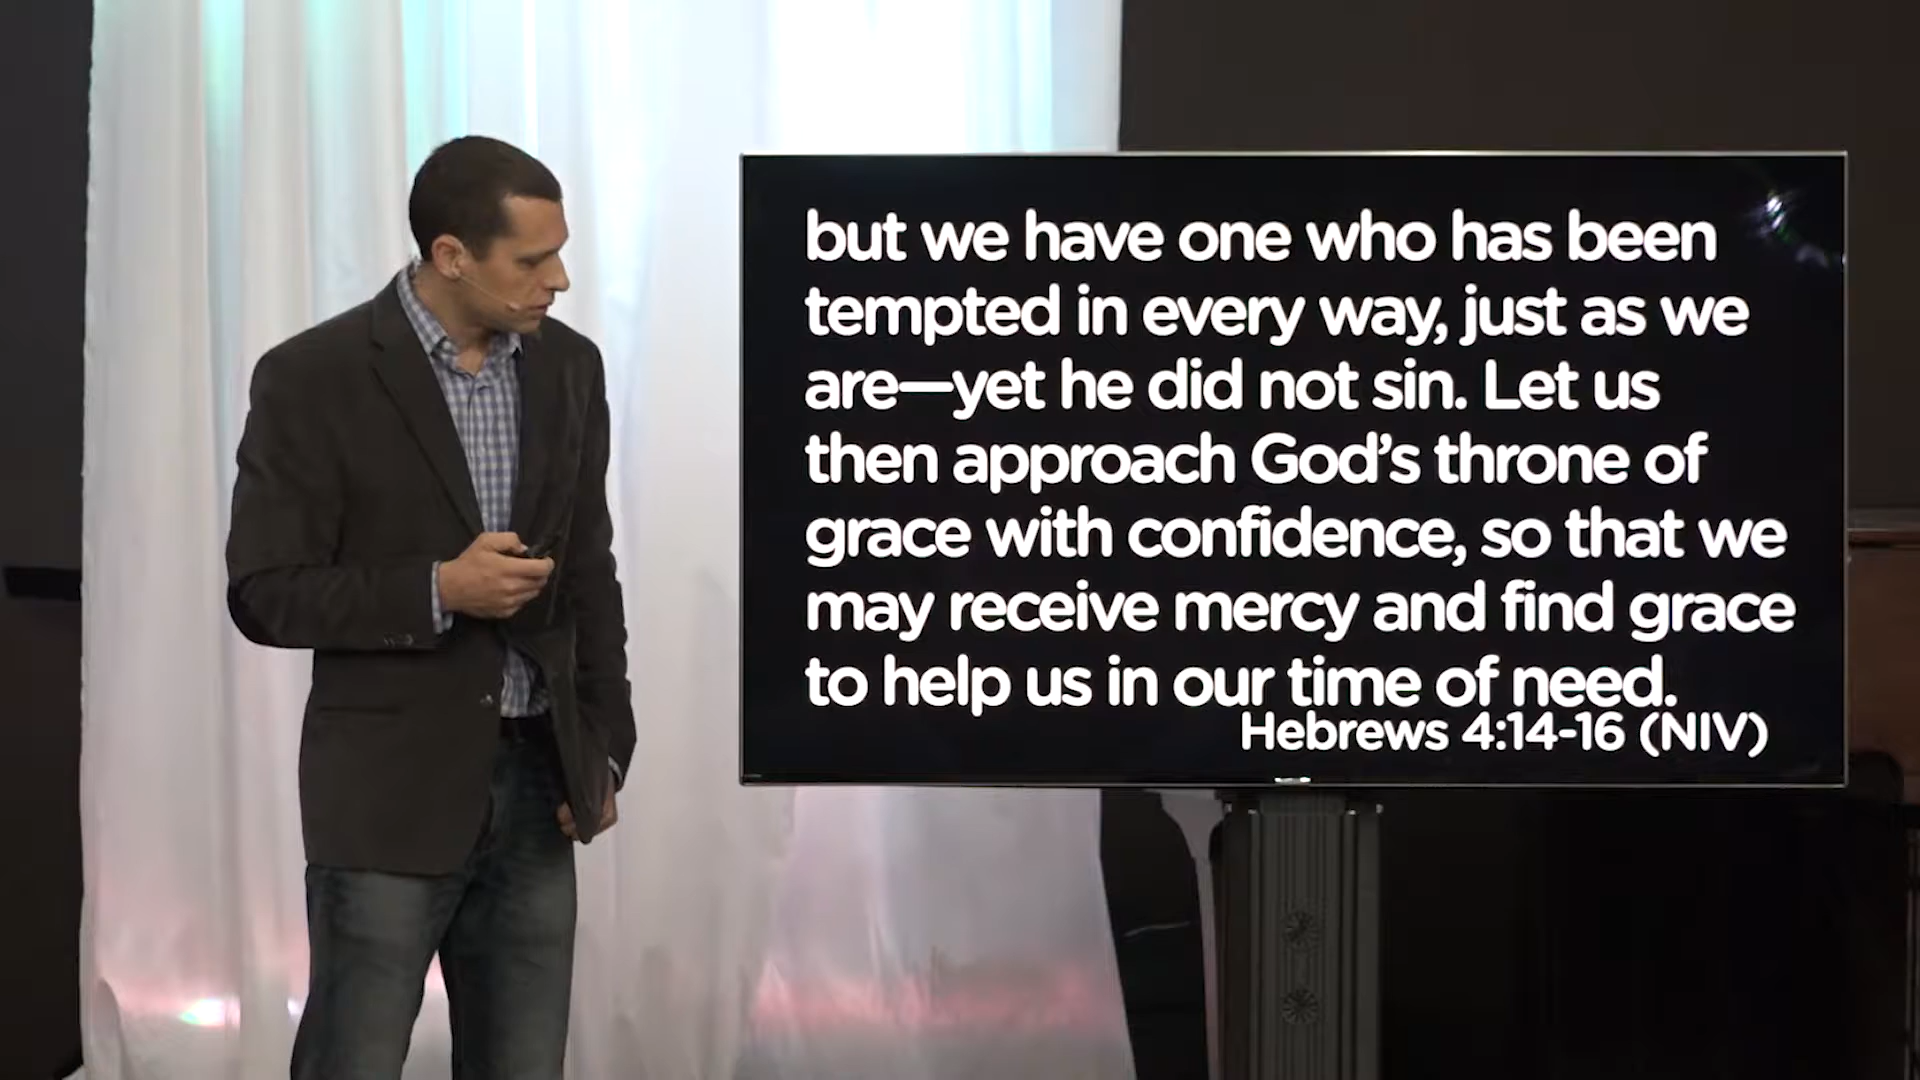 but we have one who has been
tempted in every way, just as we
are—yet he did not sin. Let us
then approach God’s throne of
grace with confidence, so that we
may receive mercy and find grace
to help us in our time of need.
Hebrews 4:14-16 (NIV)